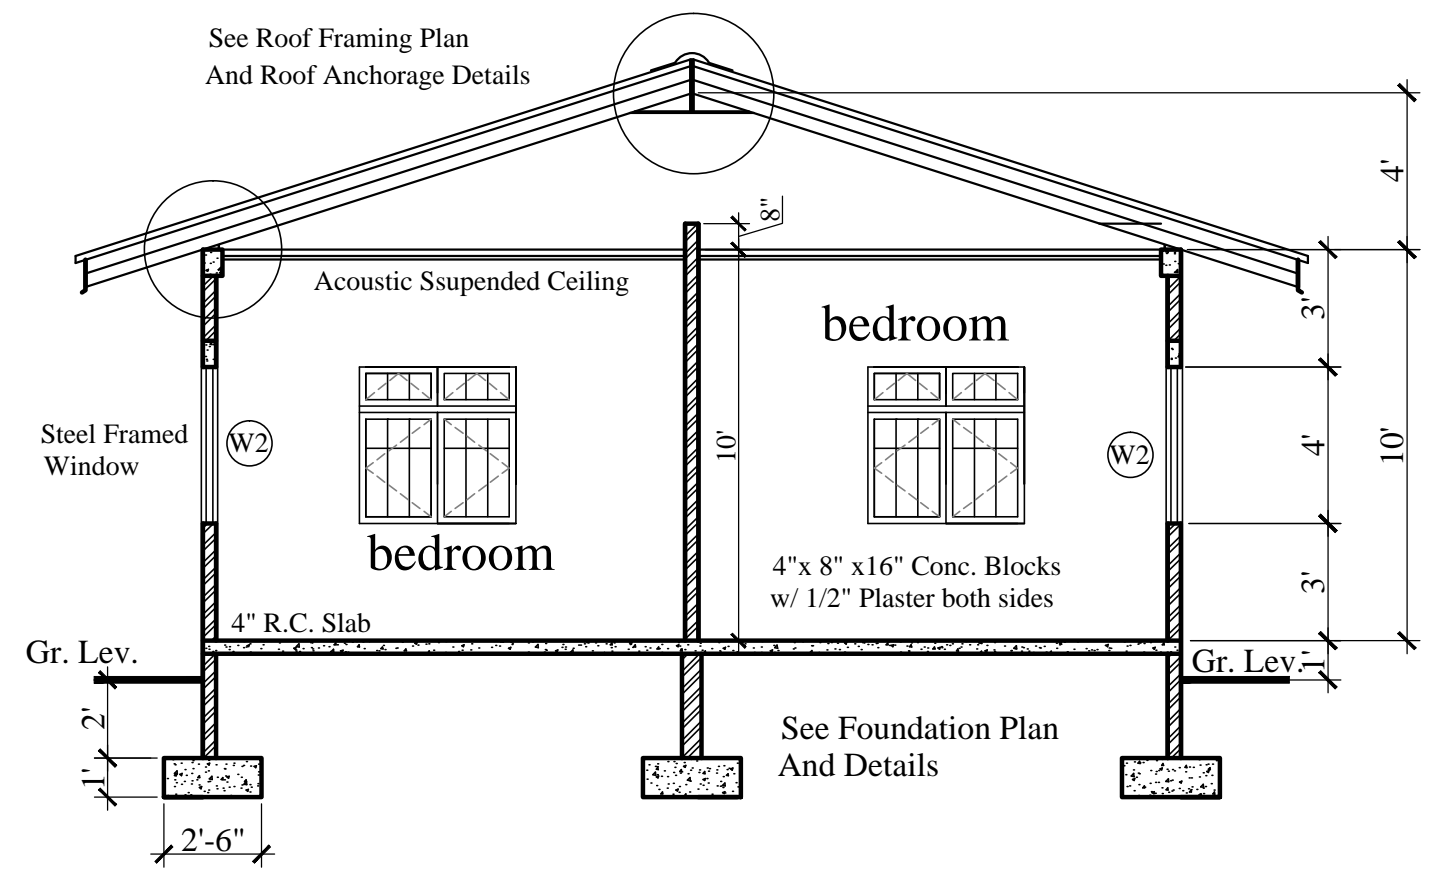 See Roof Framing Plan
And Roof Anchorage Details
4'
8"
Acoustic Ssupended Ceiling
bedroom
3'
Steel Framed
Window
W2
10'
W2
4'
10'
bedroom
4"x 8" x16" Conc. Blocks
w/ 1/2" Plaster both sides
3'
4" R.C. Slab
Gr. Lev.
Gr. Lev.
1'
2'
See Foundation Plan
And Details
1'
2'-6"